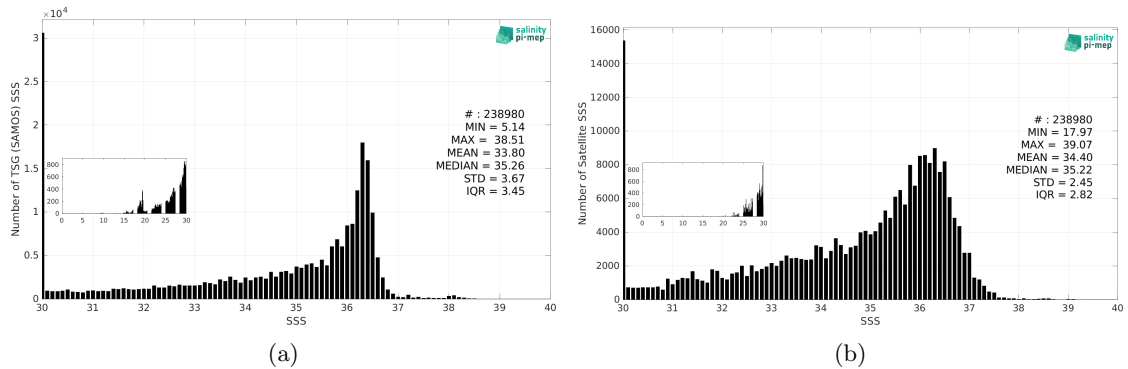 ×10⁴
3
2.5
2
1.5
1
0.5
0
Number of TSG (SAMOS) SSS
salinity
pi-mep
# : 238980
MIN = 5.14
MAX = 38.51
MEAN = 33.80
MEDIAN = 35.26
STD = 3.67
IQR = 3.45
800
600
400
200
0
0 5 10 15 20 25 30
30 31 32 33 34 35 36 37 38 39 40
SSS
(a)
16000
14000
12000
10000
8000
6000
4000
2000
0
Number of Satellite SSS
salinity
pi-mep
# : 238980
MIN = 17.97
MAX = 39.07
MEAN = 34.40
MEDIAN = 35.22
STD = 2.45
IQR = 2.82
800
600
400
200
0
0 5 10 15 20 25 30
30 31 32 33 34 35 36 37 38 39 40
SSS
(b)